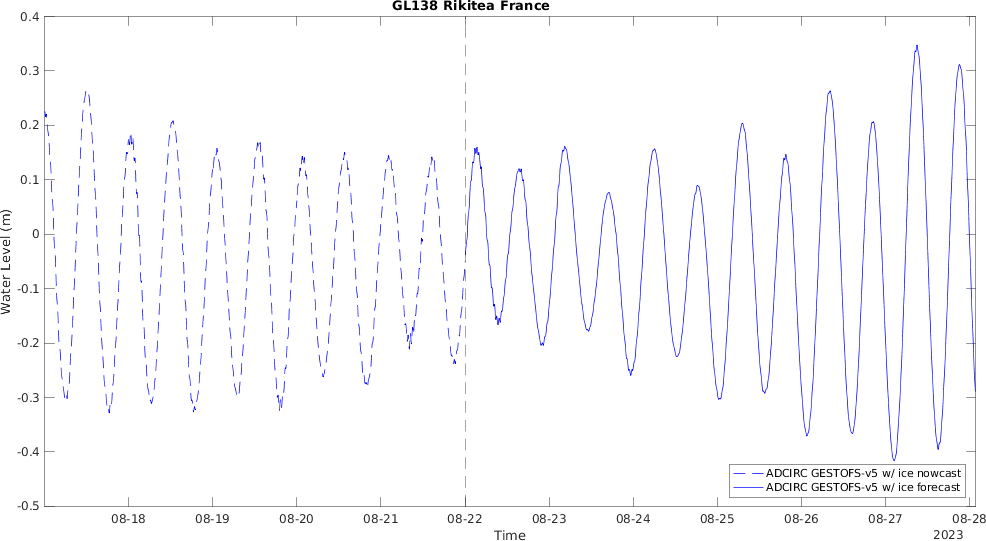 GL138 Rikitea France
0.4
0.3
0.2
0.1
0
-0.1
-0.2
-0.3
-0.4
-0.5
Water Level (m)
ADCIRC GESTOFS-v5 w/ ice nowcast
ADCIRC GESTOFS-v5 w/ ice forecast
08-18 08-19 08-20 08-21 08-22 08-23 08-24 08-25 08-26 08-27 08-28
Time
2023